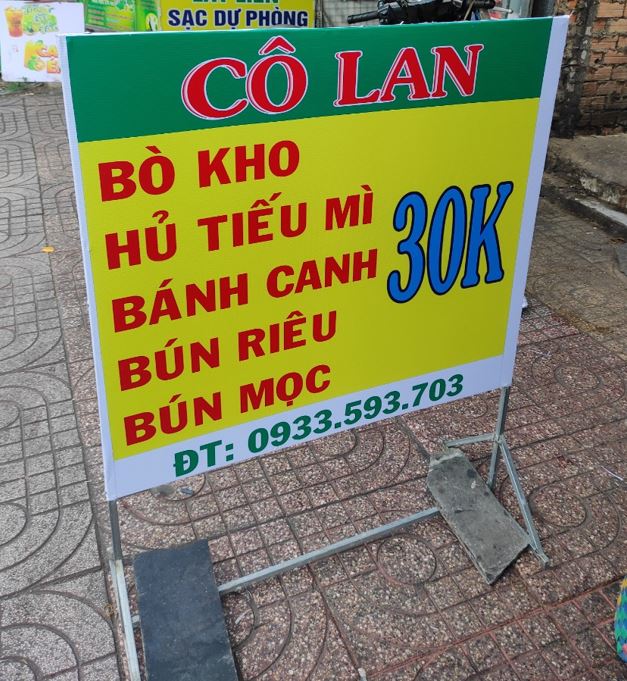 SẠC DỰ PHÒNG
CÔ LAN
BÒ KHO
HỦ TIẾU MÌ
BÁNH CANH
30K
BÚN RIÊU
BÚN MỌC
ĐT: 0933.593.703